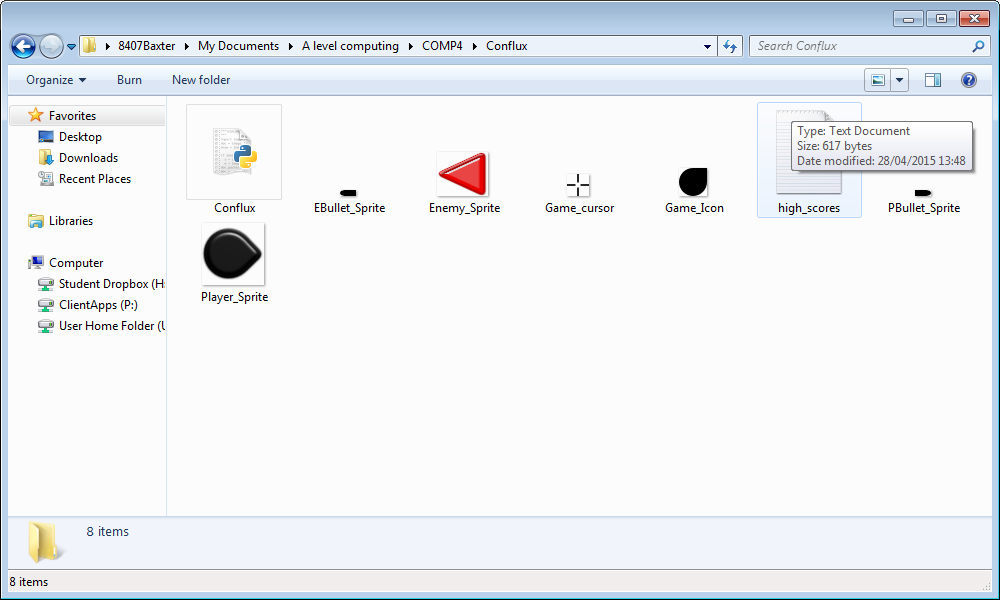 8407Baxter My Documents A level computing COMP4 Conflux
Search Conflux
Organize Burn New folder
Favorites
Desktop
Downloads
Recent Places
Libraries
Computer
Student Dropbox (H:
ClientApps (P:)
User Home Folder (U
Conflux
EBullet_Sprite
Enemy_Sprite
Game_cursor
Game_Icon
Type: Text Document
Size: 617 bytes
Date modified: 28/04/2015 13:48
high_scores
PBullet_Sprite
Player_Sprite
8 items
8 items